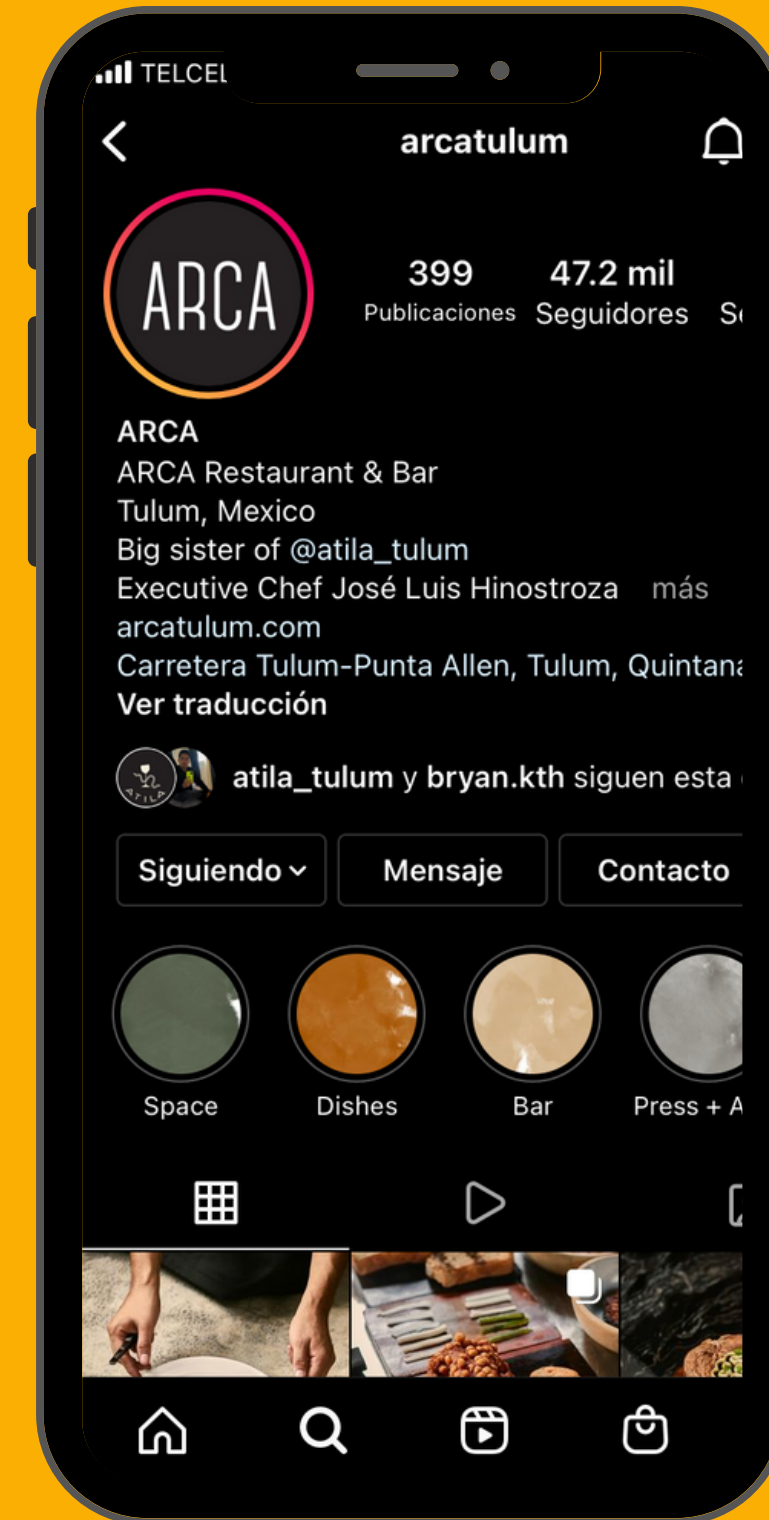 TELCEL
arcatulum
ARCA
399
47.2 mil
Publicaciones
Seguidores
ARCA
ARCA Restaurant & Bar
Tulum, Mexico
Big sister of @atila_tulum
Executive Chef José Luis Hinostroza más
arcatulum.com
Carretera Tulum-Punta Allen, Tulum, Quintana
Ver traducción
ATILA
atila_tulum y bryan.kth siguen esta
Siguiendo
Mensaje
Contacto
Space
Dishes
Bar
Press + A